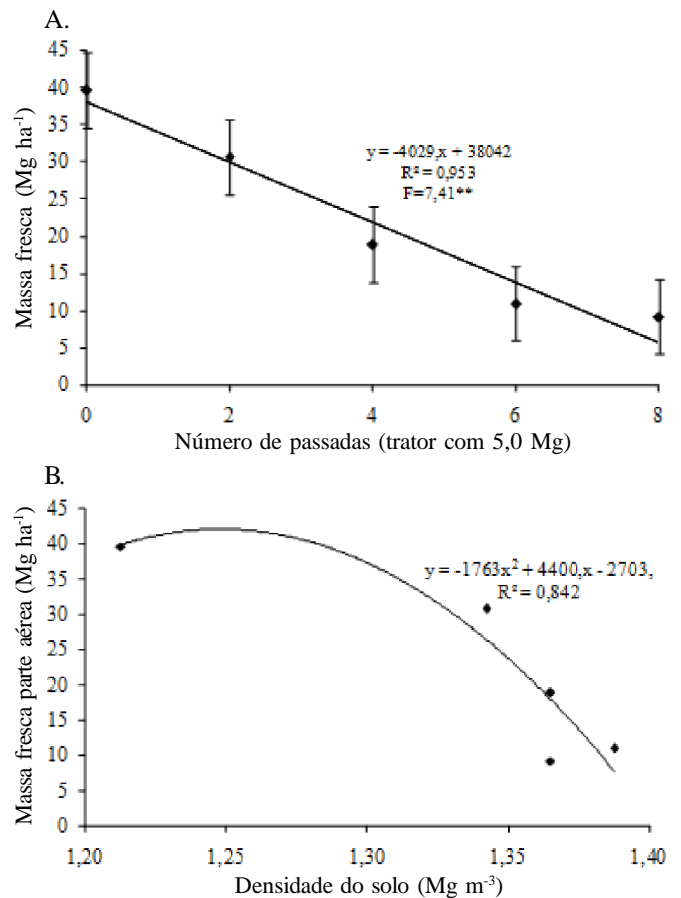 A.
Massa fresca (Mg ha⁻¹)
45
40
35
30
25
20
15
10
5
0
y = -4029,x + 38042
R² = 0,953
F=7,41**
0 2 4 6 8
Número de passadas (trator com 5,0 Mg)
B.
Massa fresca parte aérea (Mg ha⁻¹)
45
40
35
30
25
20
15
10
5
0
y = -1763x² + 4400,x - 2703,
R² = 0,842
1,20 1,25 1,30 1,35 1,40
Densidade do solo (Mg m⁻³)